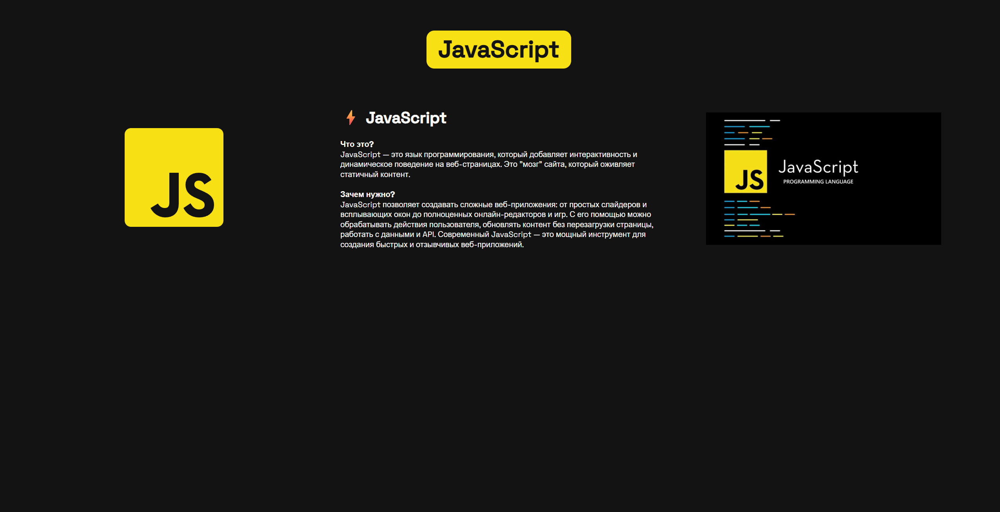 JavaScript
JS
JavaScript
Что это?
JavaScript — это язык программирования, который добавляет интерактивность и
динамическое поведение на веб-страницах. Это "мозг" сайта, который оживляет
статичный контент.
Зачем нужно?
JavaScript позволяет создавать сложные веб-приложения: от простых слайдеров и
всплывающих окон до полноценных онлайн-редакторов и игр. С его помощью можно
обрабатывать действия пользователя, обновлять контент без перезагрузки страницы,
работать с данными и API. Современный JavaScript — это мощный инструмент для
создания быстрых и отзывчивых веб-приложений.
JS
JavaScript
PROGRAMMING LANGUAGE